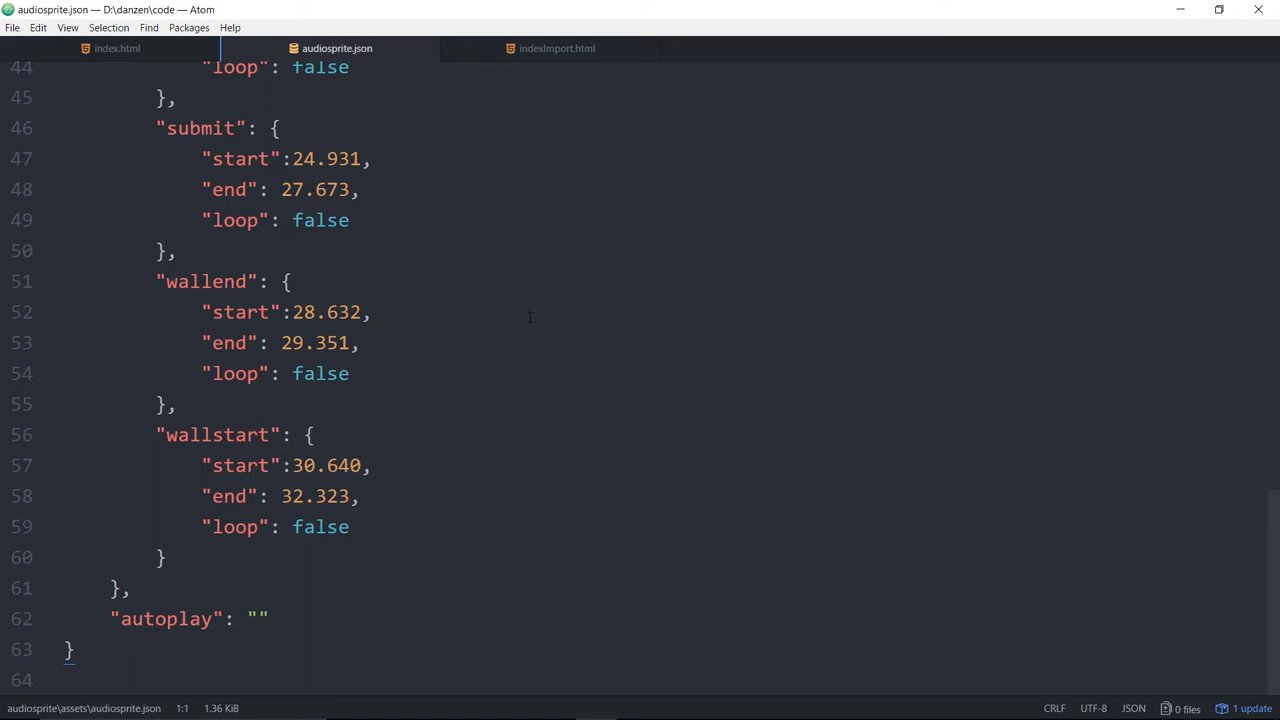 audiosprite.json — D:\danzen\code — Atom
File Edit View Selection Find Packages Help
index.html audiosprite.json indexImport.html
44 "loop": false
45 },
46 "submit": {
47 "start":24.931,
48 "end": 27.673,
49 "loop": false
50 },
51 "wallend": {
52 "start":28.632,
53 "end": 29.351,
54 "loop": false
55 },
56 "wallstart": {
57 "start":30.640,
58 "end": 32.323,
59 "loop": false
60 }
61 },
62 "autoplay": ""
63 }
64
audiosprite\assets\audiosprite.json 1:1 1.36 KiB CRLF UTF-8 JSON 0 files 1 update